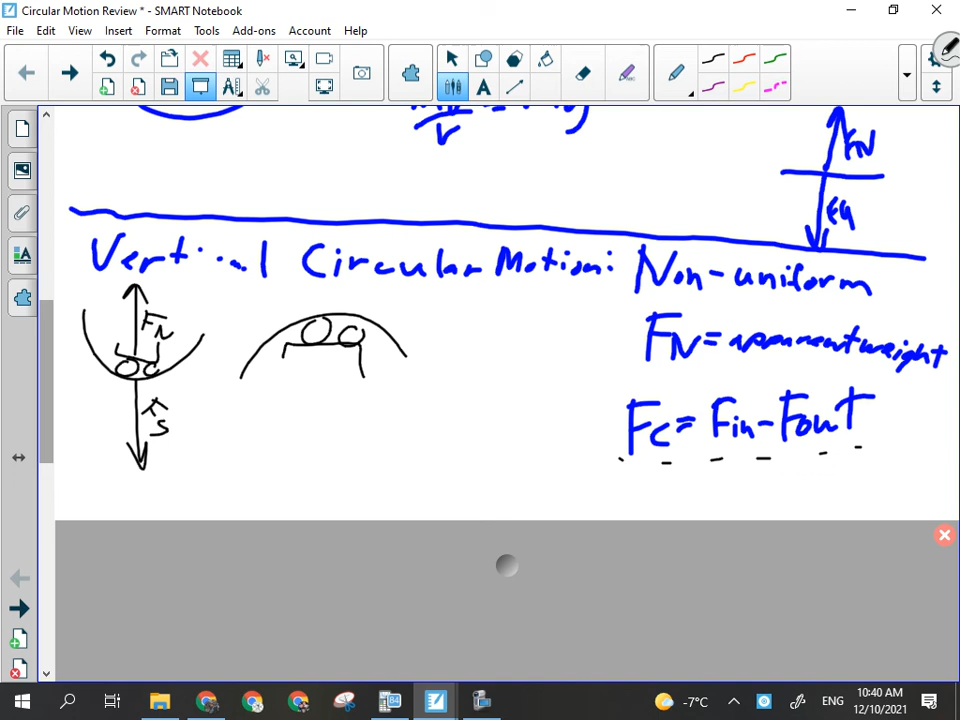 Circular Motion Review * - SMART Notebook
File Edit View Insert Format Tools Add-ons Account Help
r
FN
Fg
Vertical Circular Motion: Non-uniform
FN
FN = apparent weight
Fc = Fin - Fout
-7°C
ENG
10:40 AM
12/10/2021